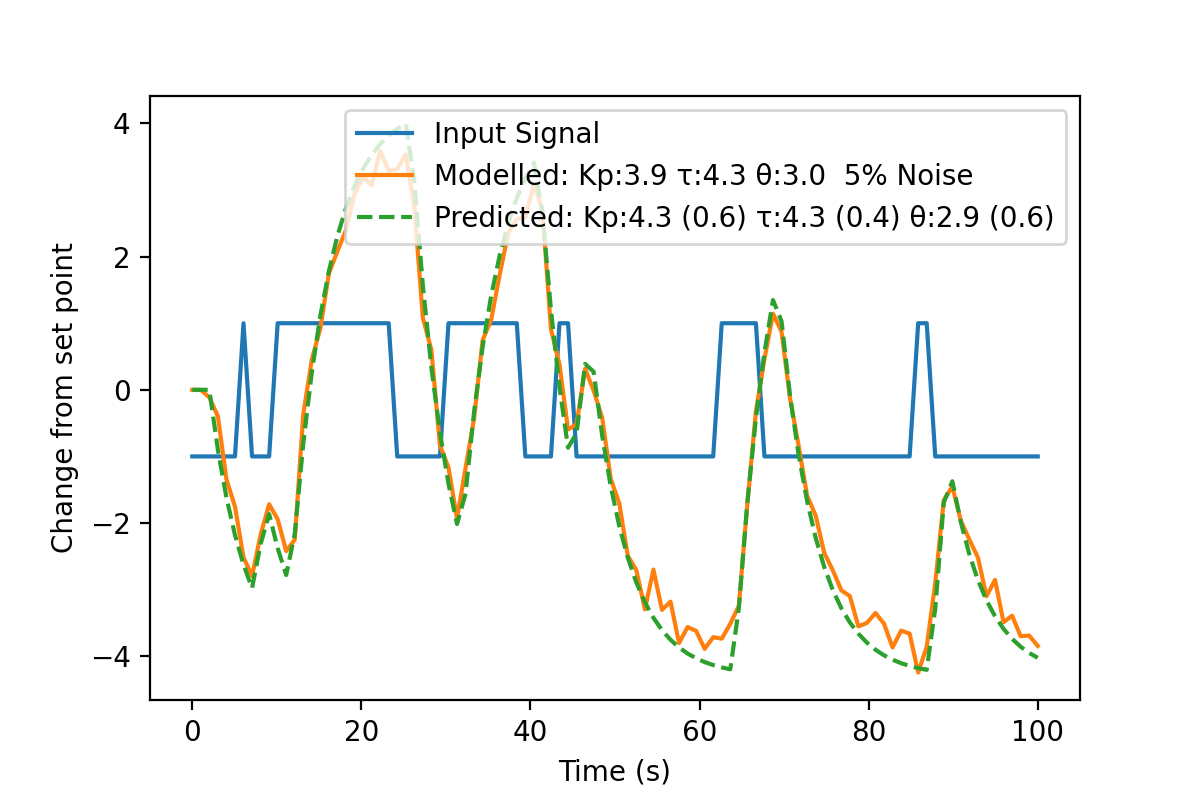 Input Signal
Modelled: Kp:3.9 τ:4.3 θ:3.0  5% Noise
Predicted: Kp:4.3 (0.6) τ:4.3 (0.4) θ:2.9 (0.6)
Change from set point
4
2
0
−2
−4
0 20 40 60 80 100
Time (s)